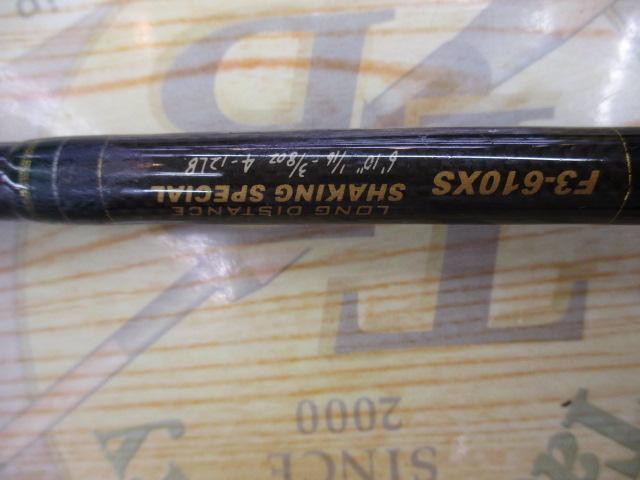 F3-610XS
LONG DISTANCE
SHAKING SPECIAL
6'10" 1/16-3/8oz 4-12LB
SINCE
2000